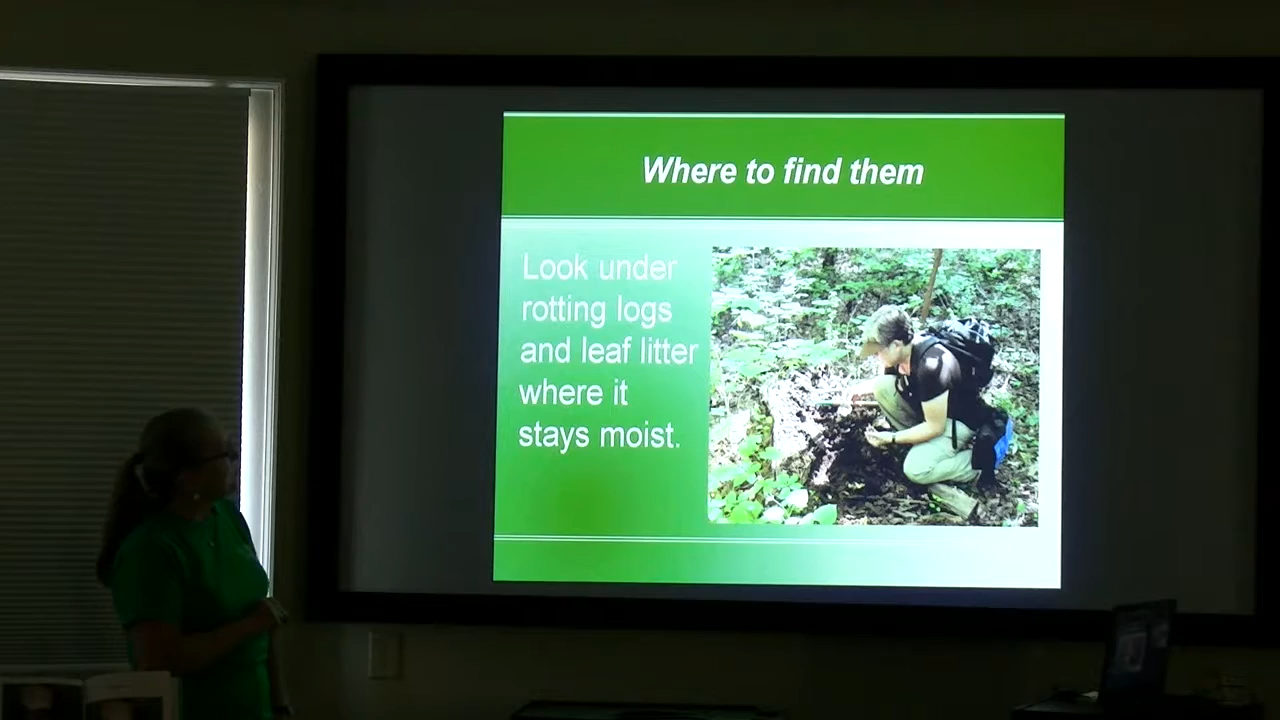 Where to find them
Look under
rotting logs
and leaf litter
where it
stays moist.